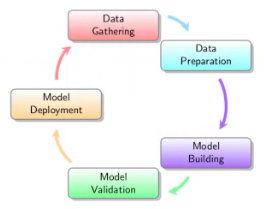 Data
Gathering
Data
Preparation
Model
Building
Model
Validation
Model
Deployment